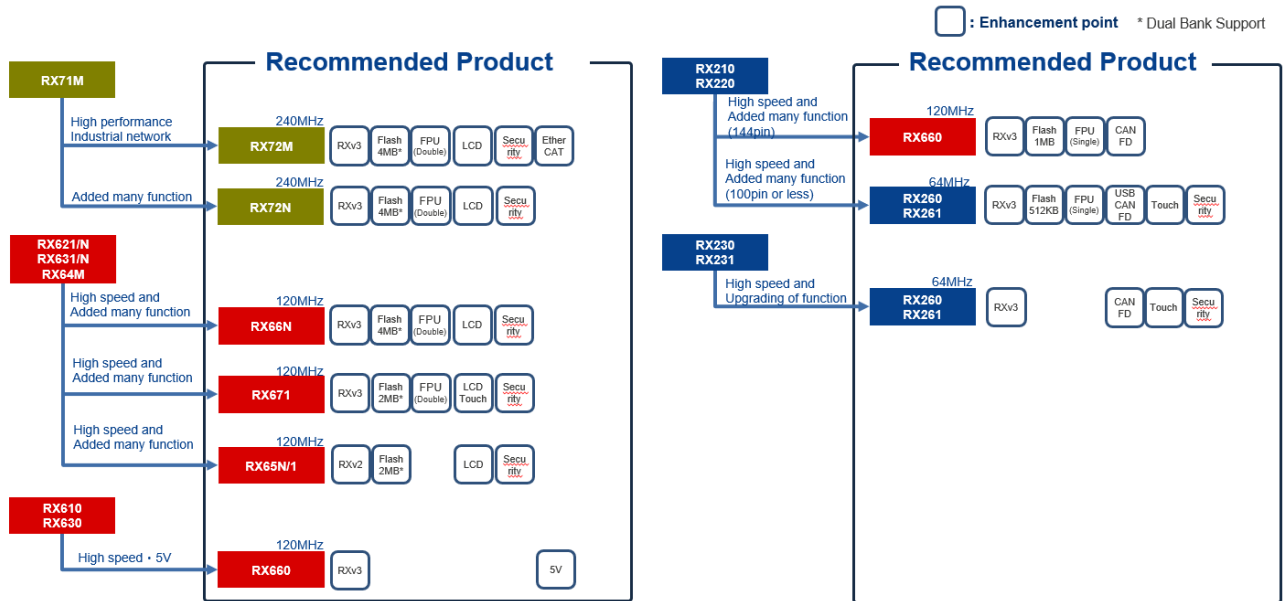 : Enhancement point
* Dual Bank Support
Recommended Product
RX71M
High performance
Industrial network
240MHz
RX72M
RXv3
Flash
4MB*
FPU
(Double)
LCD
Secu
rity
Ether
CAT
Added many function
240MHz
RX72N
RXv3
Flash
4MB*
FPU
(Double)
LCD
Secu
rity
RX621/N
RX631/N
RX64M
High speed and
Added many function
120MHz
RX66N
RXv3
Flash
4MB*
FPU
(Double)
LCD
Secu
rity
High speed and
Added many function
120MHz
RX671
RXv3
Flash
2MB*
FPU
(Double)
LCD
Touch
Secu
rity
High speed and
Added many function
120MHz
RX65N/1
RXv2
Flash
2MB*
LCD
Secu
rity
RX610
RX630
High speed・5V
120MHz
RX660
RXv3
5V
Recommended Product
RX210
RX220
High speed and
Added many function
(144pin)
120MHz
RX660
RXv3
Flash
1MB
FPU
(Single)
CAN
FD
High speed and
Added many function
(100pin or less)
64MHz
RX260
RX261
RXv3
Flash
512KB
FPU
(Single)
USB
CAN
FD
Touch
Secu
rity
RX230
RX231
High speed and
Upgrading of function
64MHz
RX260
RX261
RXv3
CAN
FD
Touch
Secu
rity